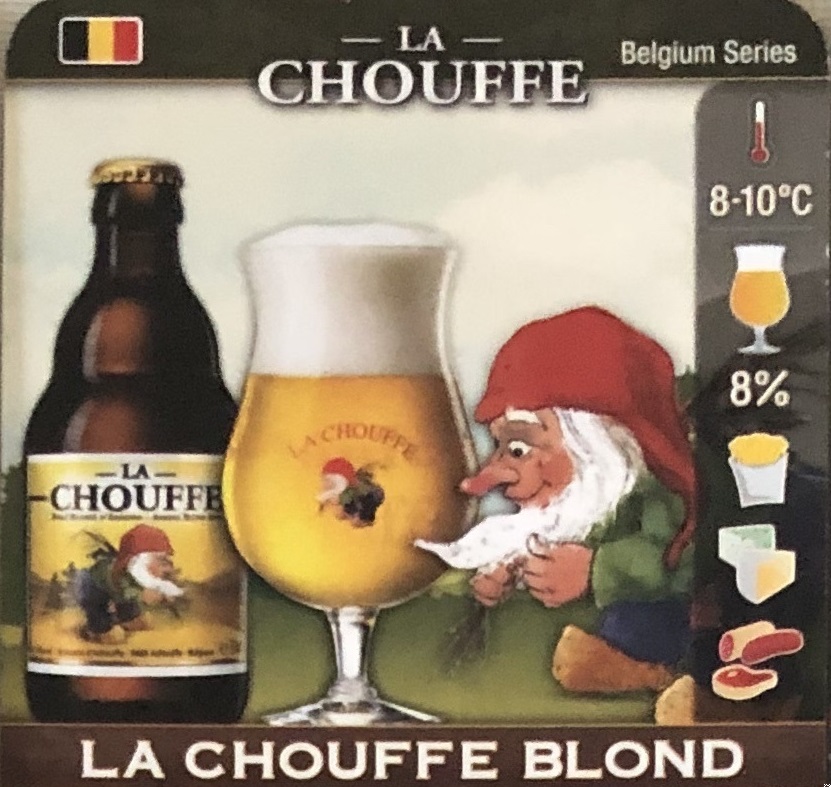 — LA —
CHOUFFE
Belgium Series
8-10°C
8%
LA CHOUFFE
— LA —
CHOUFFE
LA CHOUFFE BLOND